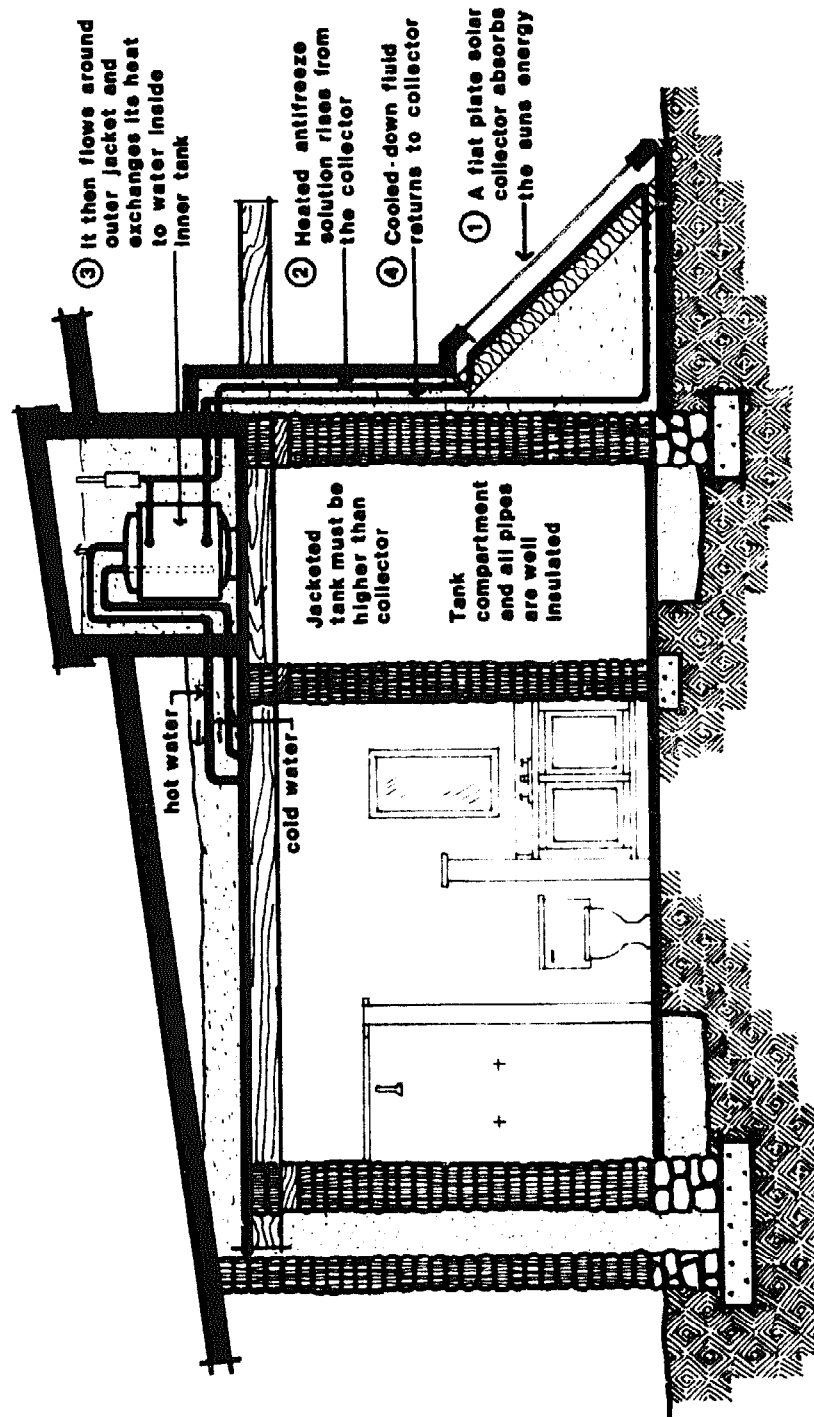 ③ It then flows around
outer jacket and
exchanges its heat
to water inside
inner tank
② Heated antifreeze
solution rises from
the collector
④ Cooled-down fluid
returns to collector
① A flat plate solar
collector absorbs
the suns energy
hot water
cold water
Jacketed
tank must be
higher than
collector
Tank
compartment
and all pipes
are well
insulated